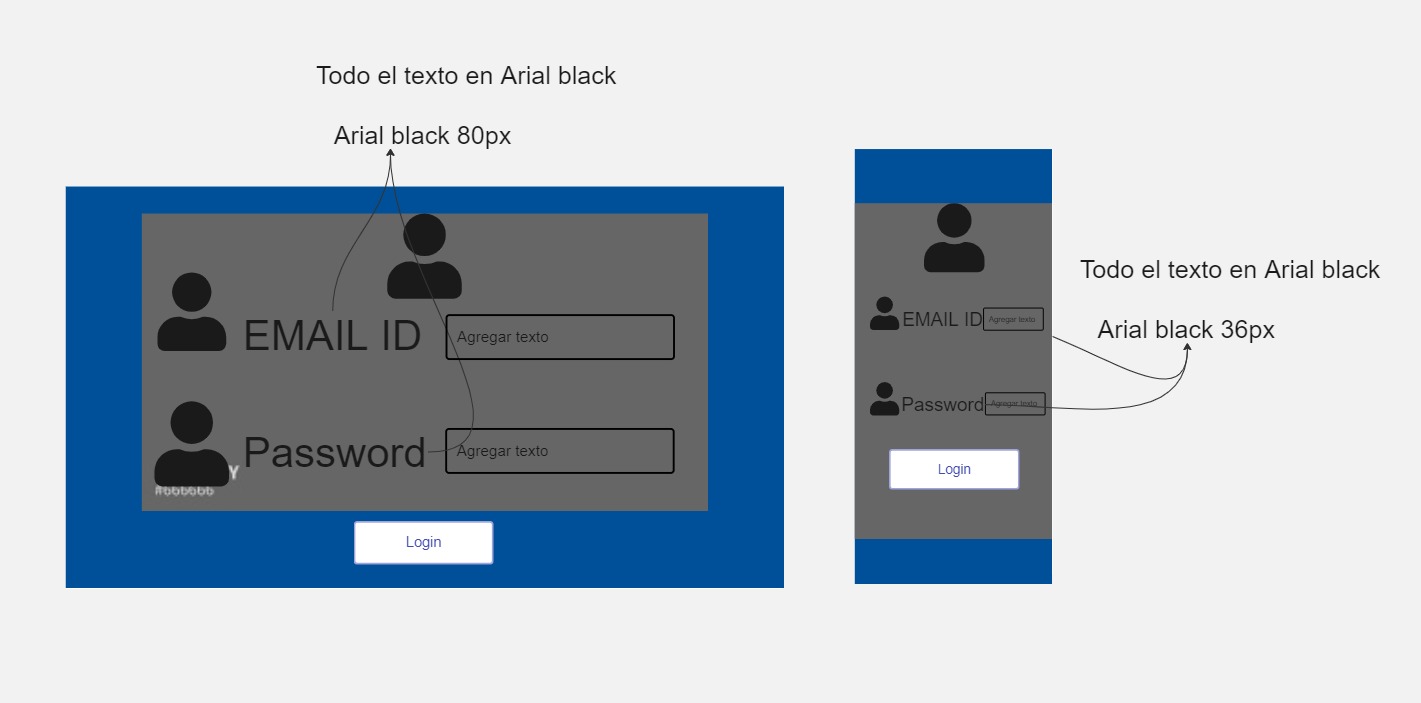 Todo el texto en Arial black
Arial black 80px
EMAIL ID
Agregar texto
Password
Agregar texto
Y
#666666
Login
Todo el texto en Arial black
Arial black 36px
EMAIL ID
Agregar texto
Password
Agregar texto
Login